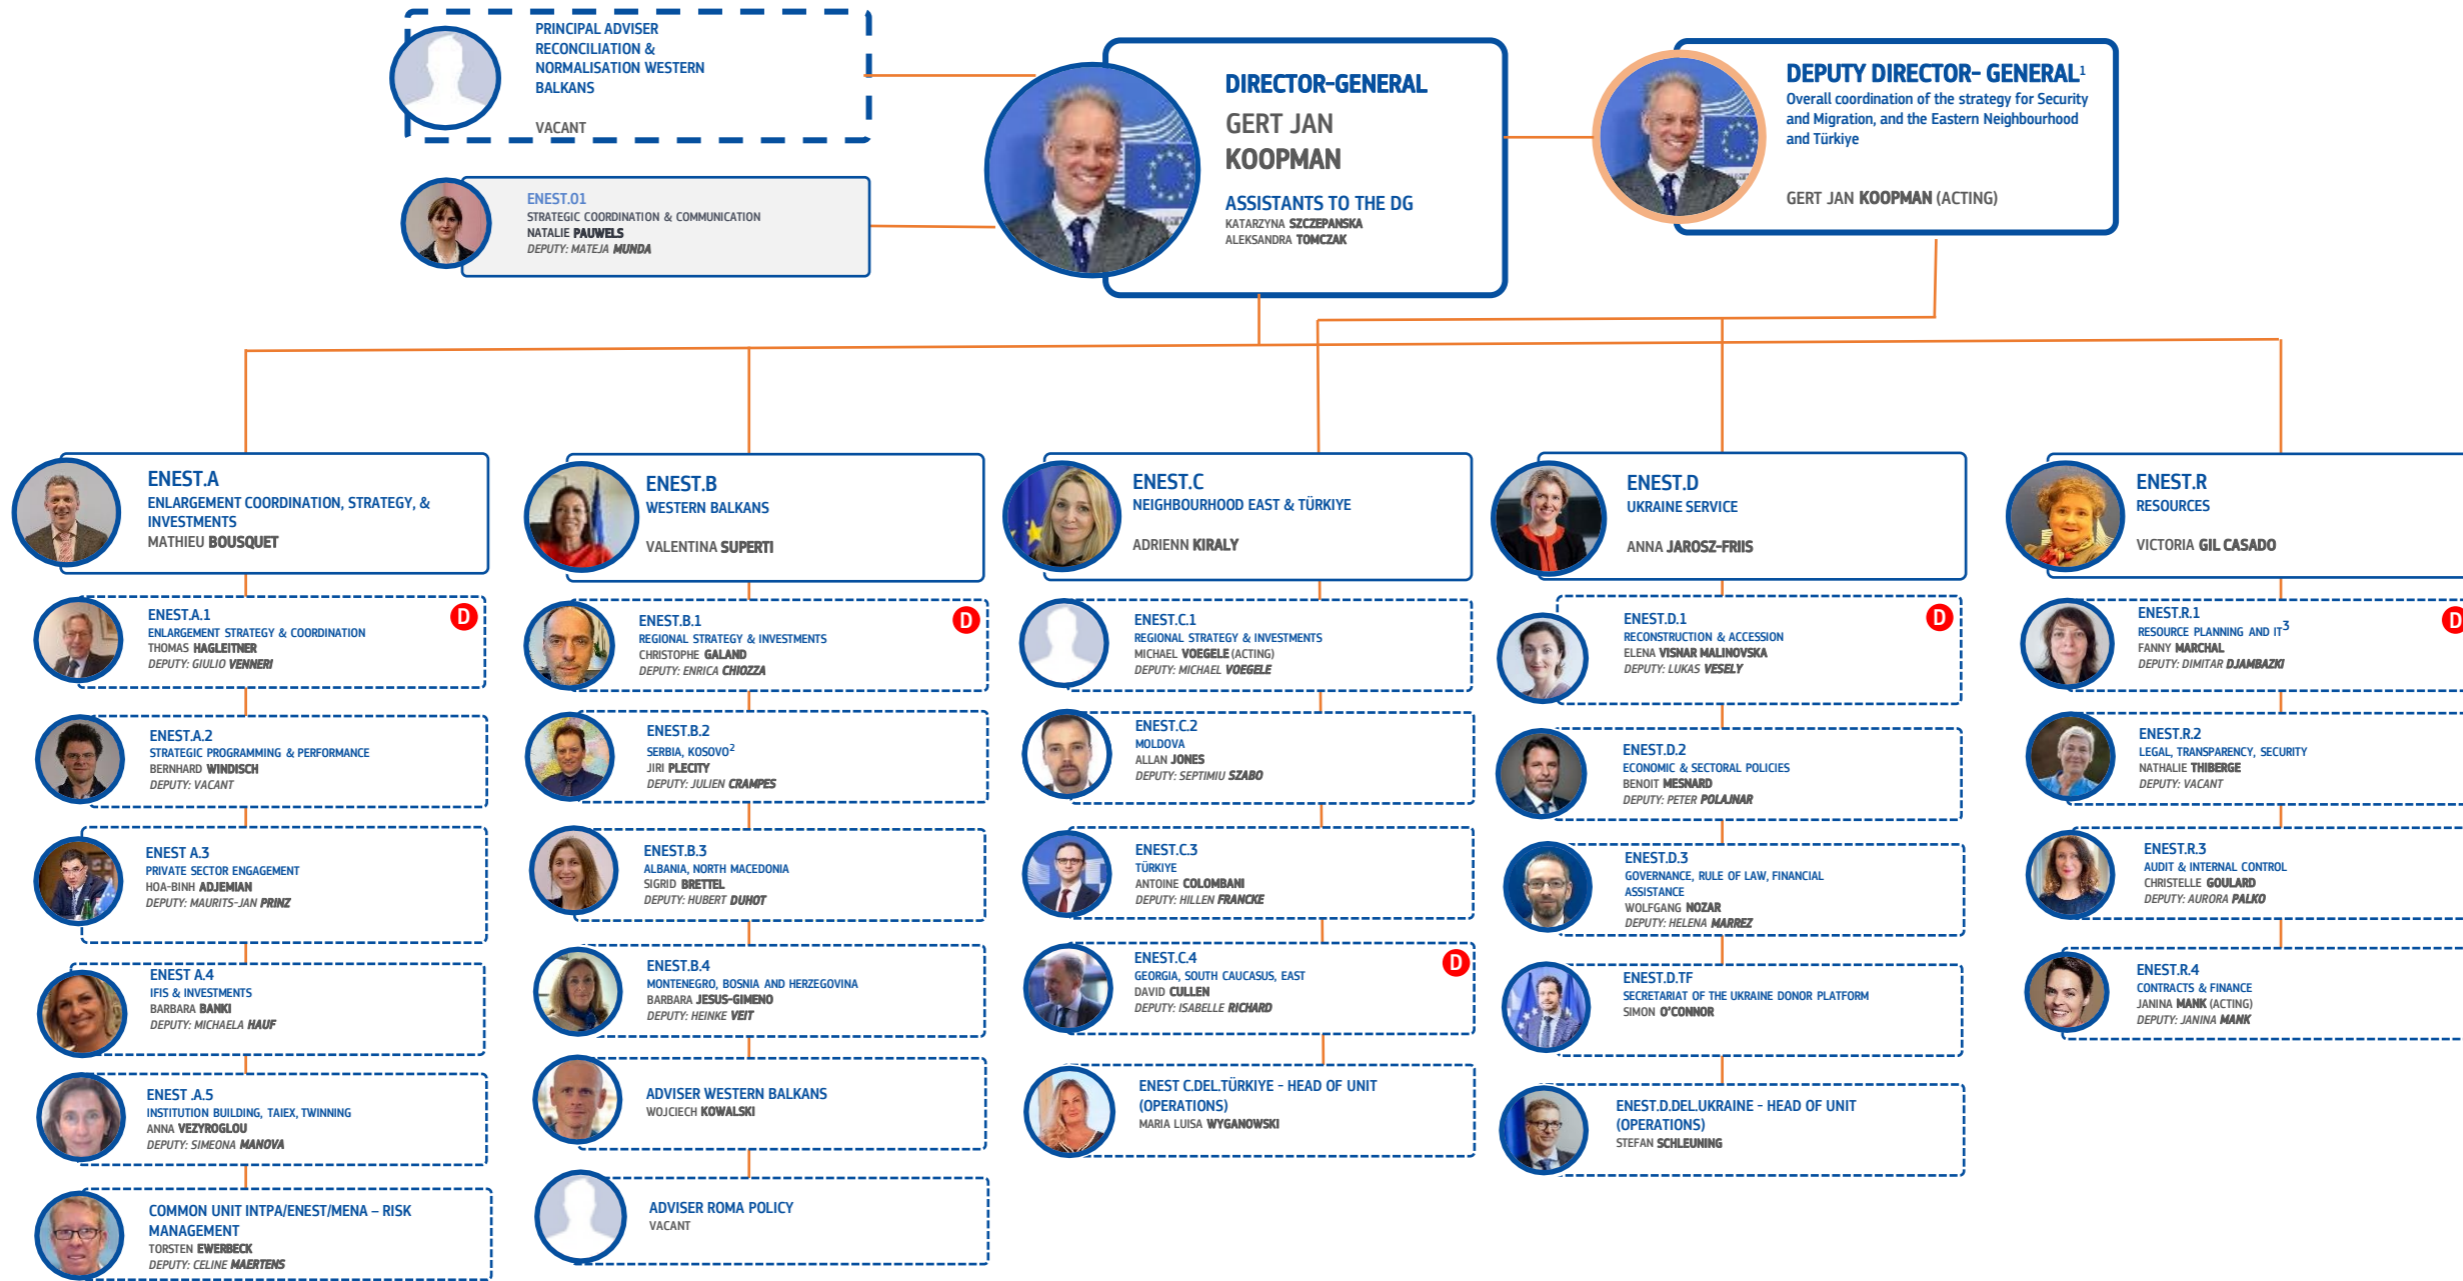 PRINCIPAL ADVISER
RECONCILIATION &
NORMALISATION WESTERN
BALKANS
VACANT
ENEST.01
STRATEGIC COORDINATION & COMMUNICATION
NATALIE PAUWELS
DEPUTY: MATEJA MUNDA
DIRECTOR-GENERAL
GERT JAN
KOOPMAN
ASSISTANTS TO THE DG
KATARZYNA SZCZEPANSKA
ALEKSANDRA TOMCZAK
DEPUTY DIRECTOR- GENERAL¹
Overall coordination of the strategy for Security
and Migration, and the Eastern Neighbourhood
and Türkiye
GERT JAN KOOPMAN (ACTING)
ENEST.A
ENLARGEMENT COORDINATION, STRATEGY, &
INVESTMENTS
MATHIEU BOUSQUET
ENEST.A.1
D
ENLARGEMENT STRATEGY & COORDINATION
THOMAS HAGLEITNER
DEPUTY: GIULIO VENNERI
ENEST.A.2
STRATEGIC PROGRAMMING & PERFORMANCE
BERNHARD WINDISCH
DEPUTY: VACANT
ENEST A.3
PRIVATE SECTOR ENGAGEMENT
HOA-BINH ADJEMIAN
DEPUTY: MAURITS-JAN PRINZ
ENEST A.4
IFIS & INVESTMENTS
BARBARA BANKI
DEPUTY: MICHAELA HAUF
ENEST .A.5
INSTITUTION BUILDING, TAIEX, TWINNING
ANNA VEZYROGLOU
DEPUTY: SIMEONA MANOVA
COMMON UNIT INTPA/ENEST/MENA – RISK
MANAGEMENT
TORSTEN EWERBECK
DEPUTY: CELINE MAERTENS
ENEST.B
WESTERN BALKANS
VALENTINA SUPERTI
ENEST.B.1
D
REGIONAL STRATEGY & INVESTMENTS
CHRISTOPHE GALAND
DEPUTY: ENRICA CHIOZZA
ENEST.B.2
SERBIA, KOSOVO²
JIRI PLECITY
DEPUTY: JULIEN CRAMPES
ENEST.B.3
ALBANIA, NORTH MACEDONIA
SIGRID BRETTEL
DEPUTY: HUBERT DUHOT
ENEST.B.4
MONTENEGRO, BOSNIA AND HERZEGOVINA
BARBARA JESUS-GIMENO
DEPUTY: HEINKE VEIT
ADVISER WESTERN BALKANS
WOJCIECH KOWALSKI
ADVISER ROMA POLICY
VACANT
ENEST.C
NEIGHBOURHOOD EAST & TÜRKIYE
ADRIENN KIRALY
ENEST.C.1
REGIONAL STRATEGY & INVESTMENTS
MICHAEL VOEGELE (ACTING)
DEPUTY: MICHAEL VOEGELE
ENEST.C.2
MOLDOVA
ALLAN JONES
DEPUTY: SEPTIMIU SZABO
ENEST.C.3
TÜRKIYE
ANTOINE COLOMBANI
DEPUTY: HILLEN FRANCKE
ENEST.C.4
D
GEORGIA, SOUTH CAUCASUS, EAST
DAVID CULLEN
DEPUTY: ISABELLE RICHARD
ENEST C.DEL.TÜRKIYE - HEAD OF UNIT
(OPERATIONS)
MARIA LUISA WYGANOWSKI
ENEST.D
UKRAINE SERVICE
ANNA JAROSZ-FRIIS
ENEST.D.1
D
RECONSTRUCTION & ACCESSION
ELENA VISNAR MALINOVSKA
DEPUTY: LUKAS VESELY
ENEST.D.2
ECONOMIC & SECTORAL POLICIES
BENOIT MESNARD
DEPUTY: PETER POLAJNAR
ENEST.D.3
GOVERNANCE, RULE OF LAW, FINANCIAL
ASSISTANCE
WOLFGANG NOZAR
DEPUTY: HELENA MARREZ
ENEST.D.TF
SECRETARIAT OF THE UKRAINE DONOR PLATFORM
SIMON O'CONNOR
ENEST.D.DEL.UKRAINE - HEAD OF UNIT
(OPERATIONS)
STEFAN SCHLEUNING
ENEST.R
RESOURCES
VICTORIA GIL CASADO
ENEST.R.1
D
RESOURCE PLANNING AND IT³
FANNY MARCHAL
DEPUTY: DIMITAR DJAMBAZKI
ENEST.R.2
LEGAL, TRANSPARENCY, SECURITY
NATHALIE THIBERGE
DEPUTY: VACANT
ENEST.R.3
AUDIT & INTERNAL CONTROL
CHRISTELLE GOULARD
DEPUTY: AURORA PALKO
ENEST.R.4
CONTRACTS & FINANCE
JANINA MANK (ACTING)
DEPUTY: JANINA MANK